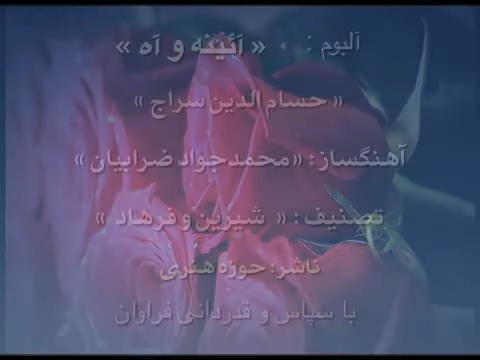 آلبوم : « آئینه و آه »
« حسام الدین سراج »
آهنگساز : «محمدجواد ضرابیان »
تصنیف : « شیرین و فرهاد »
ناشر: حوزه هنری
با سپاس و قدردانی فراوان